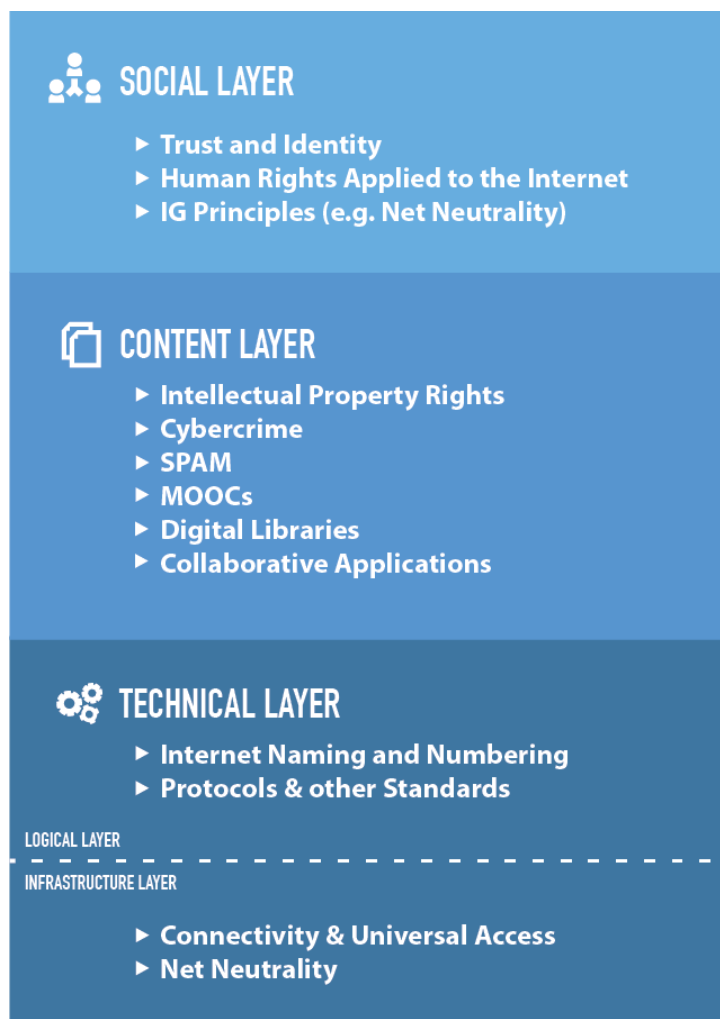 SOCIAL LAYER
▶ Trust and Identity
▶ Human Rights Applied to the Internet
▶ IG Principles (e.g. Net Neutrality)
CONTENT LAYER
▶ Intellectual Property Rights
▶ Cybercrime
▶ SPAM
▶ MOOCs
▶ Digital Libraries
▶ Collaborative Applications
TECHNICAL LAYER
▶ Internet Naming and Numbering
▶ Protocols & other Standards
LOGICAL LAYER
INFRASTRUCTURE LAYER
▶ Connectivity & Universal Access
▶ Net Neutrality